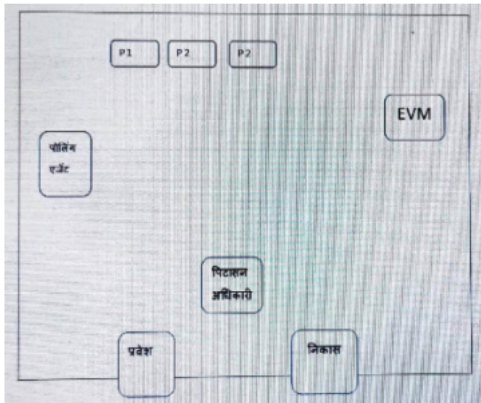 P1
P2
P2
EVM
पोलिंग
एजेंट
पिटासन
अधिकारी
प्रवेश
निकास